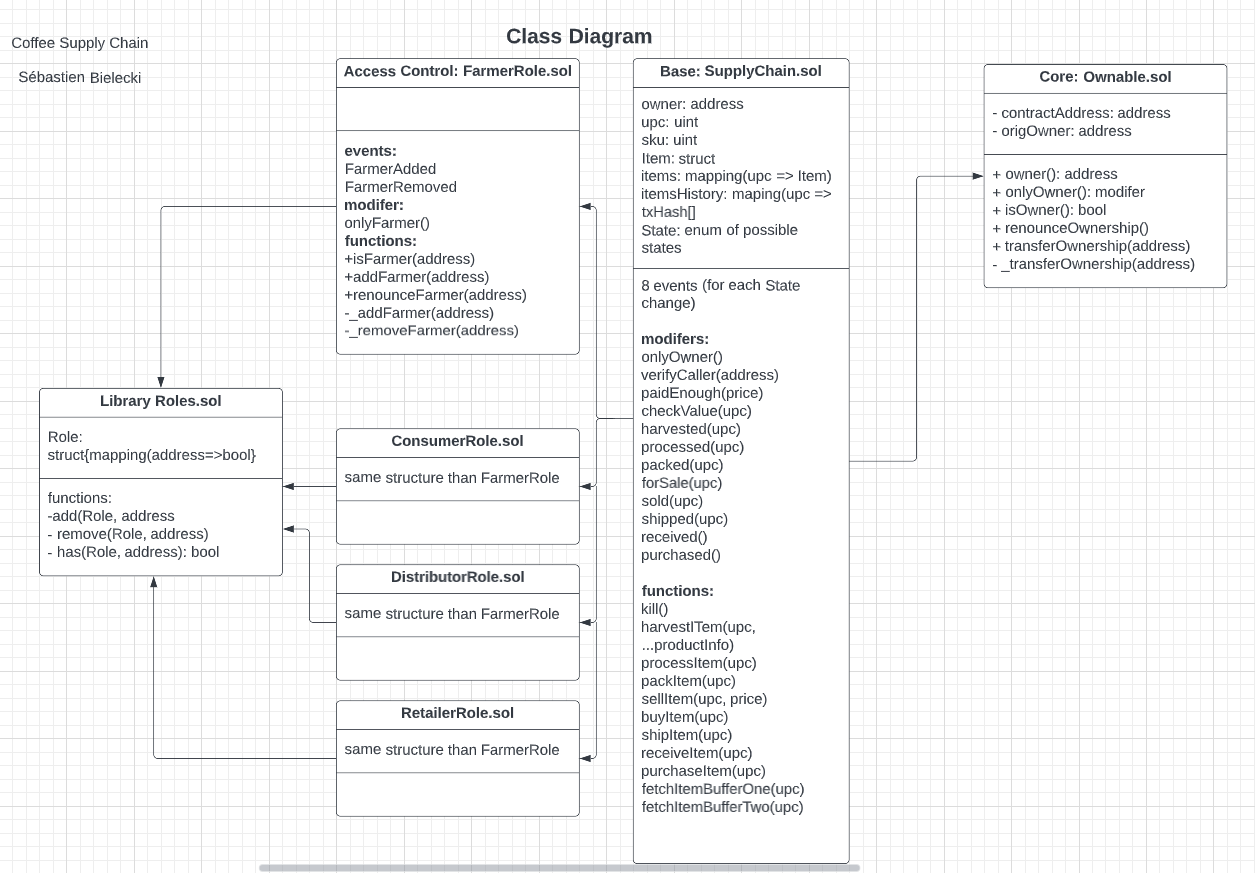 Class Diagram
Coffee Supply Chain
Sébastien Bielecki
Access Control: FarmerRole.sol
events:
FarmerAdded
FarmerRemoved
modifer:
onlyFarmer()
functions:
+isFarmer(address)
+addFarmer(address)
+renounceFarmer(address)
-_addFarmer(address)
-_removeFarmer(address)
Base: SupplyChain.sol
owner: address
upc: uint
sku: uint
Item: struct
items: mapping(upc => Item)
itemsHistory: maping(upc =>
txHash[]
State: enum of possible
states
8 events (for each State
change)
modifers:
onlyOwner()
verifyCaller(address)
paidEnough(price)
checkValue(upc)
harvested(upc)
processed(upc)
packed(upc)
forSale(upc)
sold(upc)
shipped(upc)
received()
purchased()
functions:
kill()
harvestITem(upc,
...productInfo)
processItem(upc)
packItem(upc)
sellItem(upc, price)
buyItem(upc)
shipItem(upc)
receiveItem(upc)
purchaseItem(upc)
fetchItemBufferOne(upc)
fetchItemBufferTwo(upc)
Core: Ownable.sol
- contractAddress: address
- origOwner: address
+ owner(): address
+ onlyOwner(): modifer
+ isOwner(): bool
+ renounceOwnership()
+ transferOwnership(address)
- _transferOwnership(address)
Library Roles.sol
Role:
struct{mapping(address=>bool}
functions:
-add(Role, address
- remove(Role, address)
- has(Role, address): bool
ConsumerRole.sol
same structure than FarmerRole
DistributorRole.sol
same structure than FarmerRole
RetailerRole.sol
same structure than FarmerRole